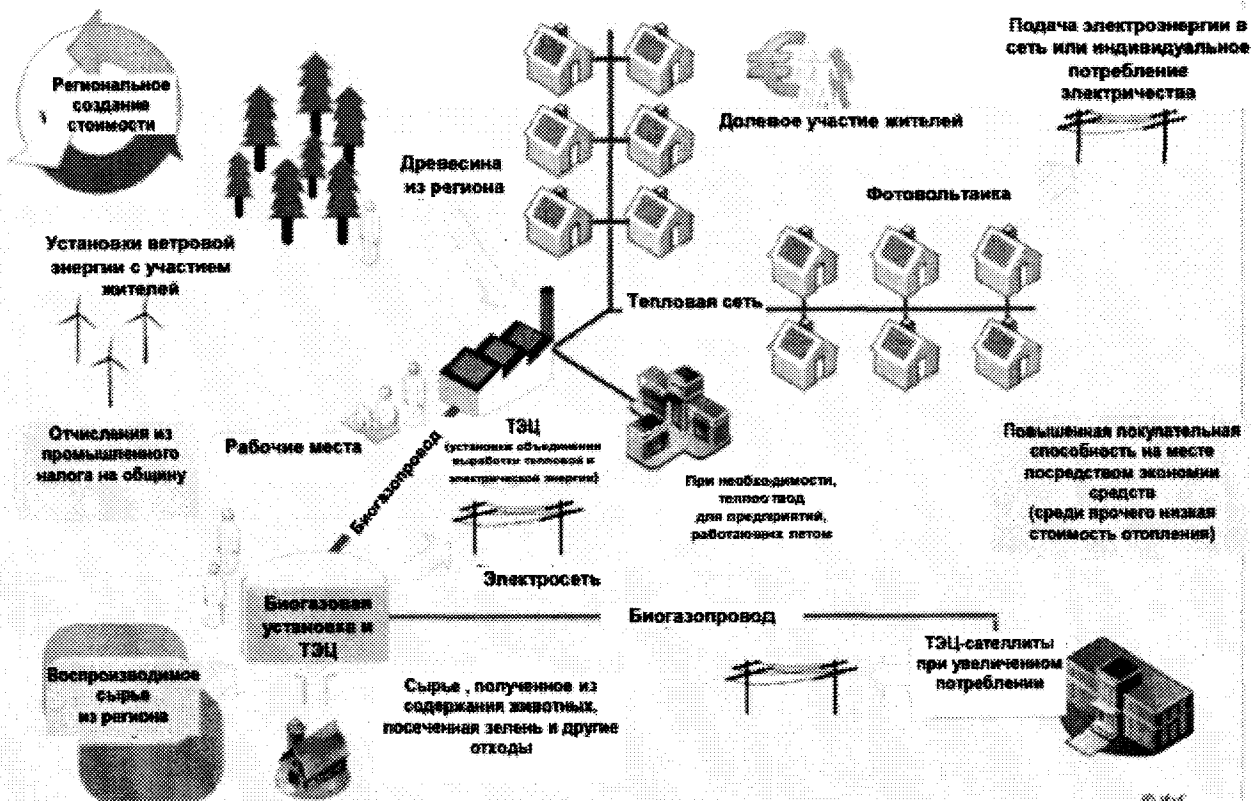 Региональное
создание
стоимости
Подача электроэнергии в
сеть или индивидуальное
потребление
электричества
Долевое участие жителей
Древесина
из региона
Фотовольтаика
Установки ветровой
энергии с участием
жителей
Тепловая сеть
Отчисления из
промышленного
налога на общину
Рабочие места
Биогазопровод
ТЭЦ
(установки объединения
выработки тепловой и
электрической энергии)
При необходимости,
для предприятий,
работающих летом
Повышенная покупательная
способность на месте
посредством экономии
средств
(среди прочего низкая
стоимость отопления)
Электросеть
Биогазовая
установка и
ТЭЦ
Биогазопровод
ТЭЦ-сателлиты
при увеличенном
потреблении
Воспроизводимое
сырье
из региона
Сырье , полученное из
содержания животных,
посеченная зелень и другие
отходы